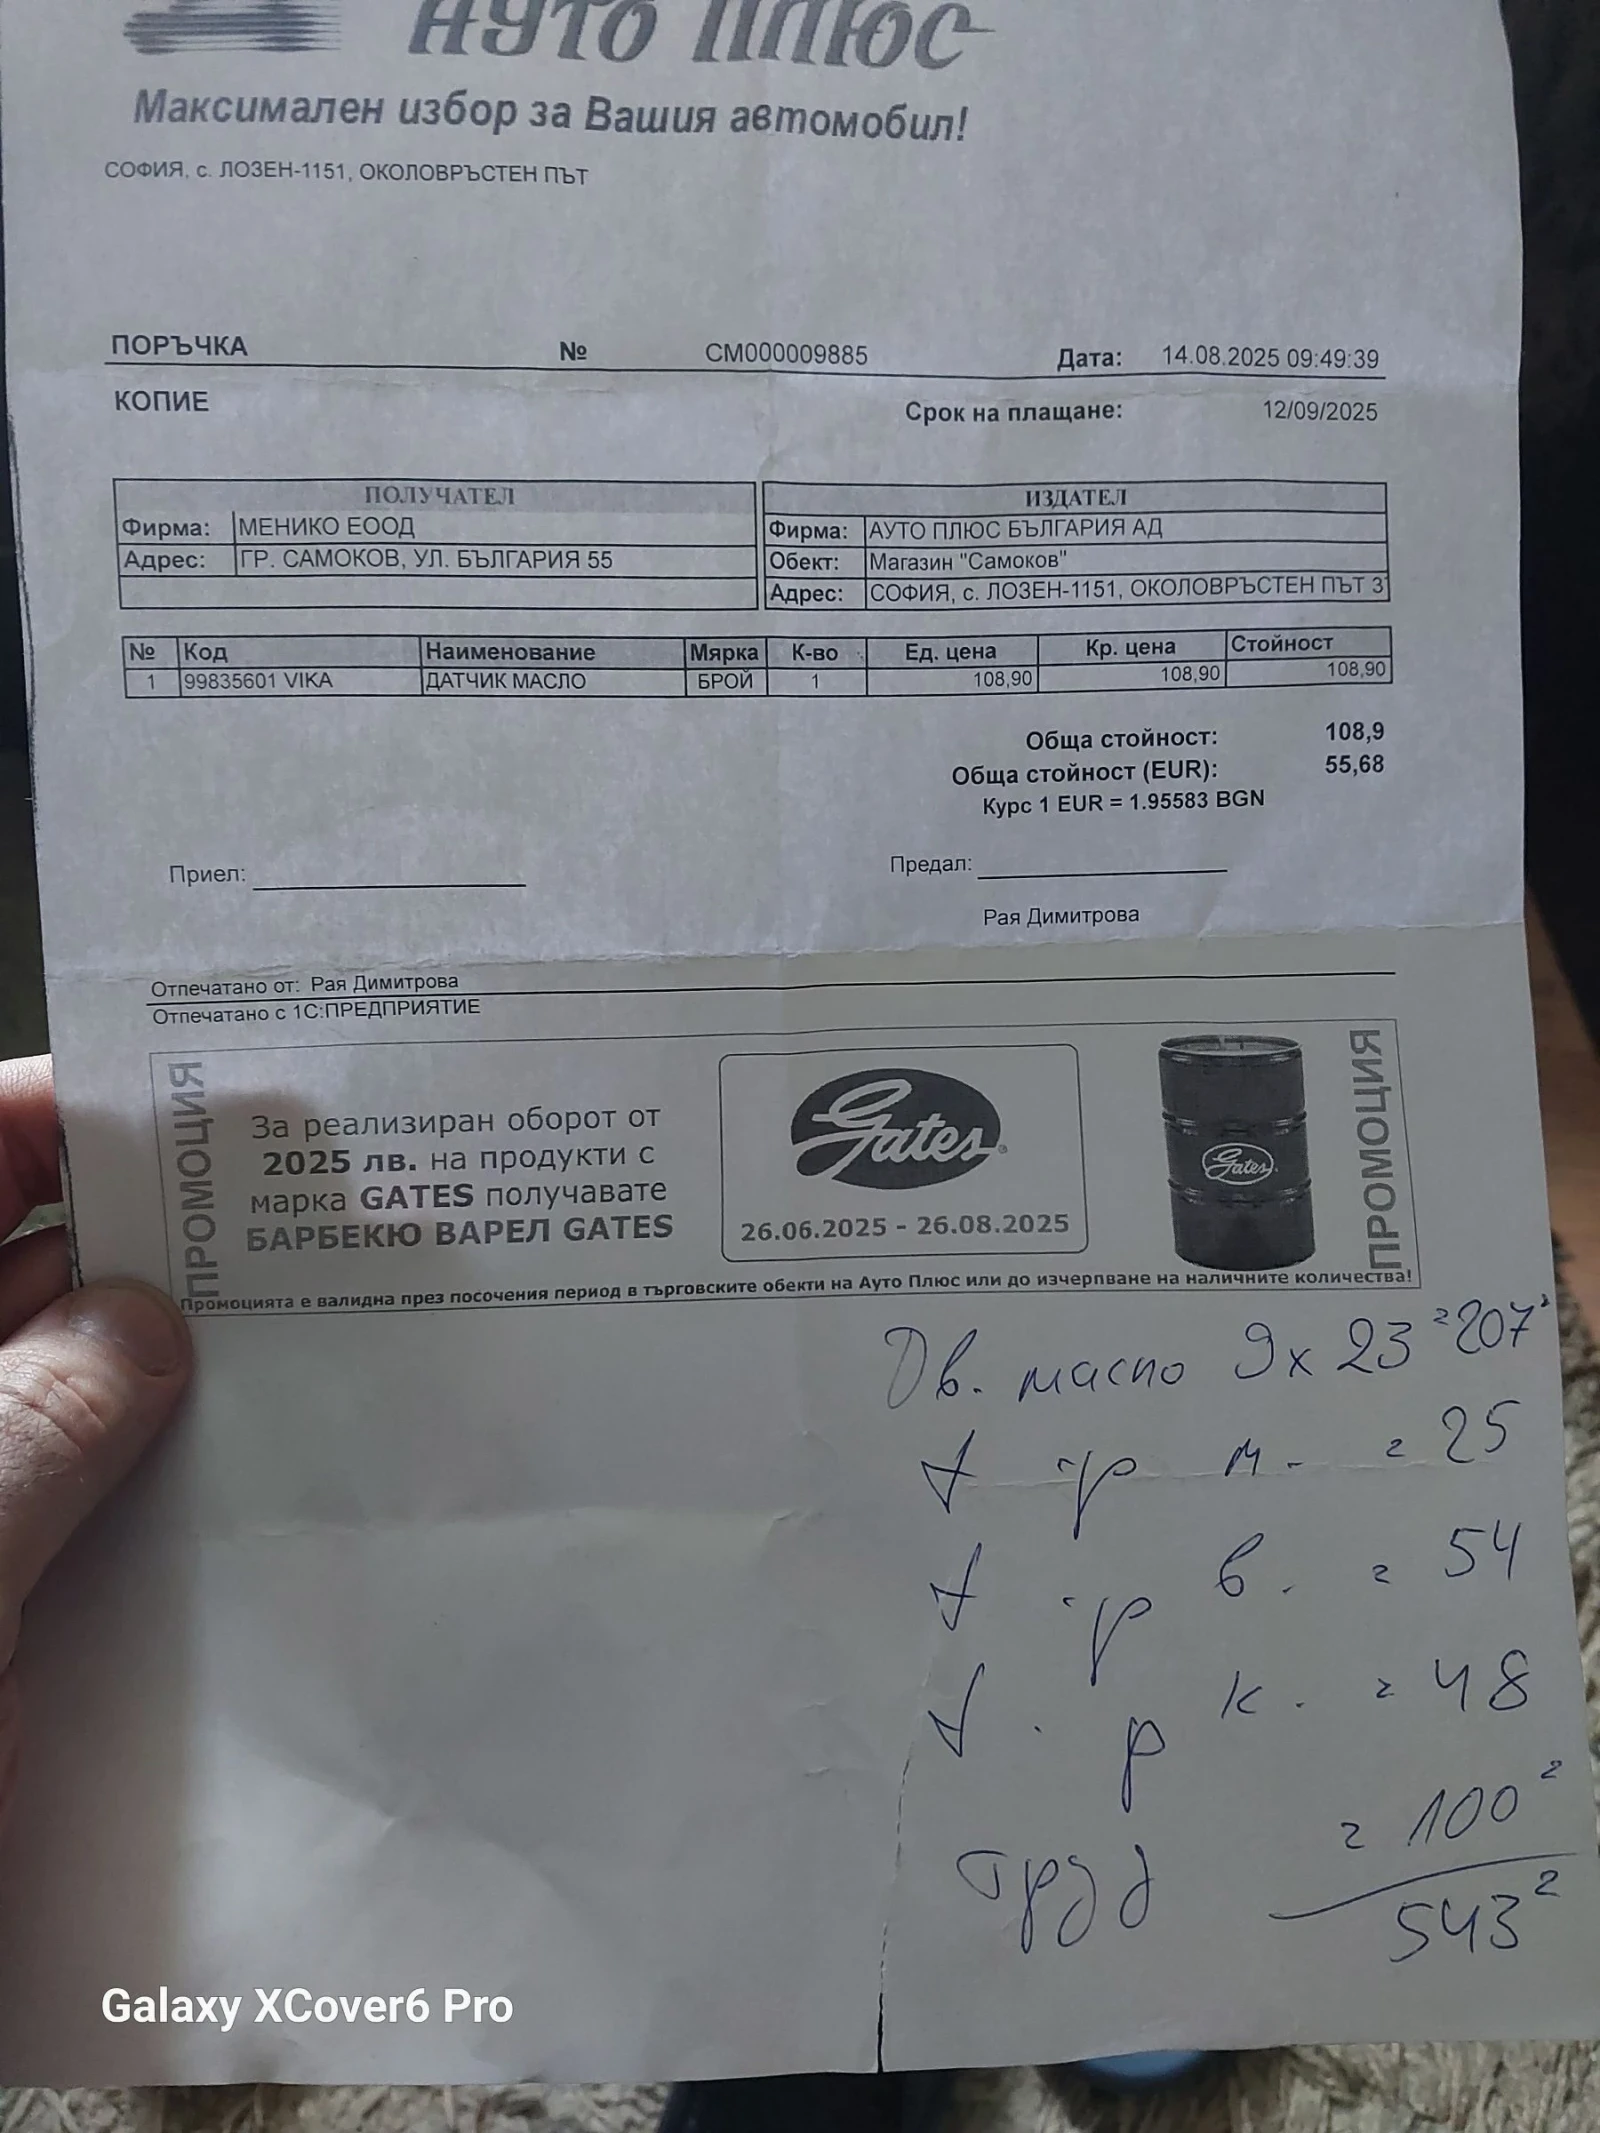 АУТО ПЛЮС
Максимален избор за Вашия автомобил!
СОФИЯ, с. ЛОЗЕН-1151, ОКОЛОВРЪСТЕН ПЪТ
ПОРЪЧКА № СМ000009885 Дата: 14.08.2025 09:49:39
КОПИЕ Срок на плащане: 12/09/2025
ПОЛУЧАТЕЛ ИЗДАТЕЛ
Фирма: МЕНИКО ЕООД Фирма: АУТО ПЛЮС БЪЛГАРИЯ АД
Адрес: ГР. САМОКОВ, УЛ. БЪЛГАРИЯ 55 Обект: Магазин "Самоков"
Адрес: СОФИЯ, с. ЛОЗЕН-1151, ОКОЛОВРЪСТЕН ПЪТ 3
№ Код Наименование Мярка К-во Ед. цена Кр. цена Стойност
1 99835601 VIKA ДАТЧИК МАСЛО БРОЙ 1 108,90 108,90 108,90
Обща стойност: 108,9
Обща стойност (EUR): 55,68
Курс 1 EUR = 1.95583 BGN
Приел: Предал:
Рая Димитрова
Отпечатано от: Рая Димитрова
Отпечатано с 1С:ПРЕДПРИЯТИЕ
ПРОМОЦИЯ
За реализиран оборот от
2025 лв. на продукти с
марка GATES получавате
БАРБЕКЮ ВАРЕЛ GATES
Gates
26.06.2025 - 26.08.2025
Gates
ПРОМОЦИЯ
Промоцията е валидна през посочения период в търговските обекти на Ауто Плюс или до изчерпване на наличните количества!
Дв. масло 9 x 23 = 207
м. = 25
в. = 54
к. = 48
труд = 100
543
Galaxy XCover6 Pro